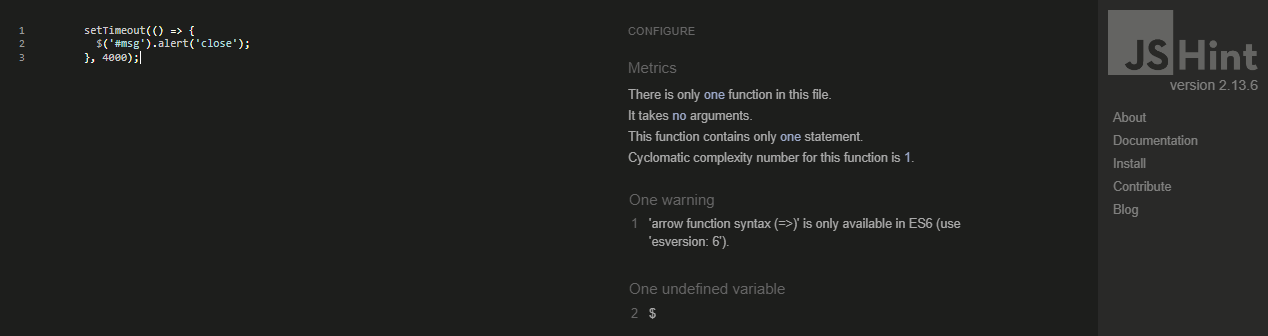 1 setTimeout(() => {
2 $('#msg').alert('close');
3 }, 4000);
CONFIGURE
Metrics
There is only one function in this file.
It takes no arguments.
This function contains only one statement.
Cyclomatic complexity number for this function is 1.
One warning
1 'arrow function syntax (=>)' is only available in ES6 (use
'esversion: 6').
One undefined variable
2 $
JSHint
version 2.13.6
About
Documentation
Install
Contribute
Blog